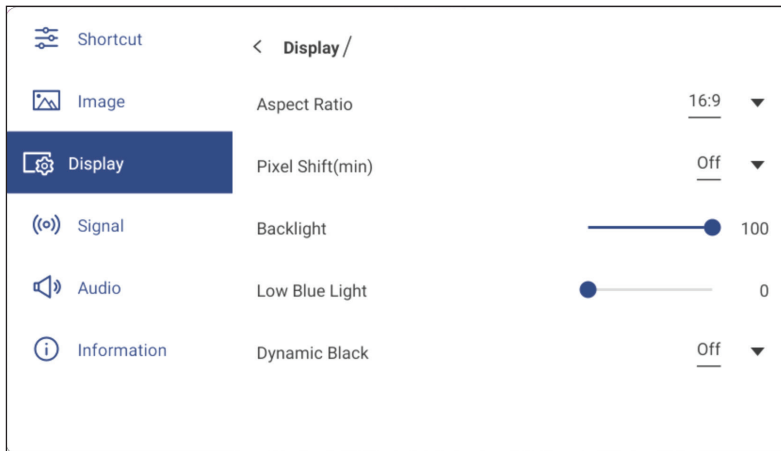 Shortcut
Image
Display
Signal
Audio
Information
< Display /
Aspect Ratio 16:9
Pixel Shift(min) Off
Backlight 100
Low Blue Light 0
Dynamic Black Off